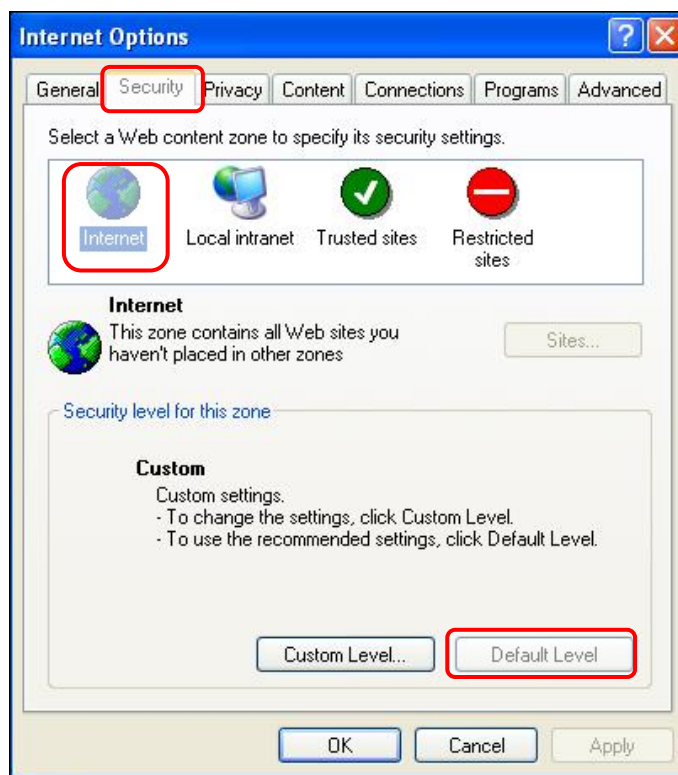 Internet Options
General Security Privacy Content Connections Programs Advanced
Select a Web content zone to specify its security settings.
Internet Local intranet Trusted sites Restricted sites
Internet
This zone contains all Web sites you
haven't placed in other zones
Sites...
Security level for this zone
Custom
Custom settings.
- To change the settings, click Custom Level.
- To use the recommended settings, click Default Level.
Custom Level... Default Level
OK Cancel Apply